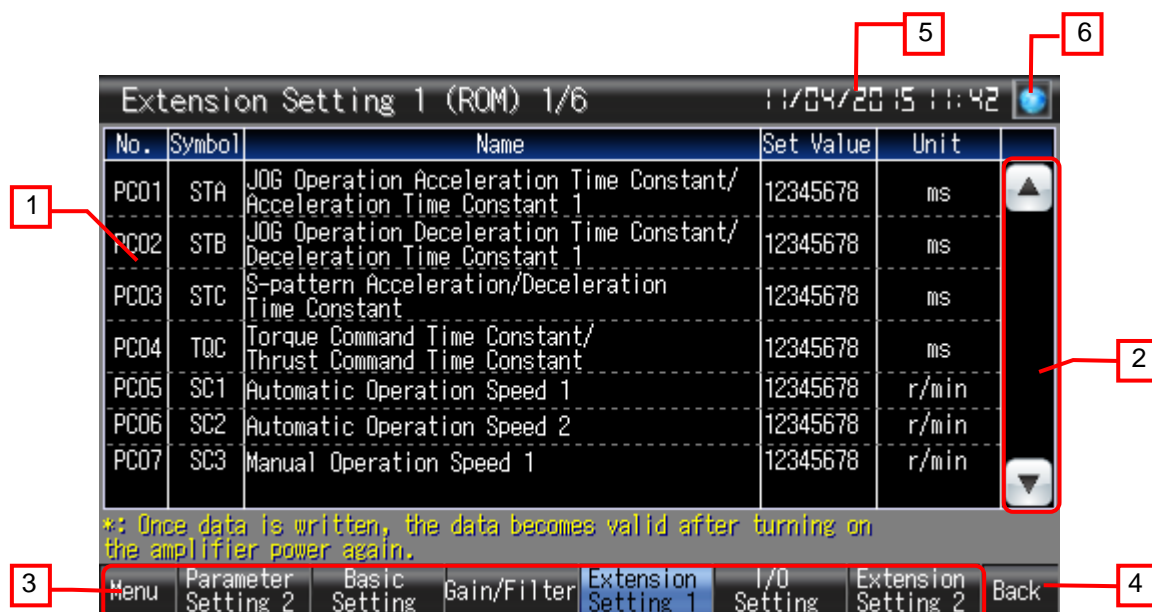 5
6
Extension Setting 1 (ROM) 1/6
11/04/2015 11:42
No. Symbol Name Set Value Unit
PC01 STA JOG Operation Acceleration Time Constant/
Acceleration Time Constant 1 12345678 ms
1
PC02 STB JOG Operation Deceleration Time Constant/
Deceleration Time Constant 1 12345678 ms
PC03 STC S-pattern Acceleration/Deceleration
Time Constant 12345678 ms
PC04 TQC Torque Command Time Constant/
Thrust Command Time Constant 12345678 ms
2
PC05 SC1 Automatic Operation Speed 1 12345678 r/min
PC06 SC2 Automatic Operation Speed 2 12345678 r/min
PC07 SC3 Manual Operation Speed 1 12345678 r/min
*: Once data is written, the data becomes valid after turning on
the amplifier power again.
3
Menu
Parameter
Setting 2
Basic
Setting
Gain/Filter
Extension
Setting 1
I/O
Setting
Extension
Setting 2
Back
4